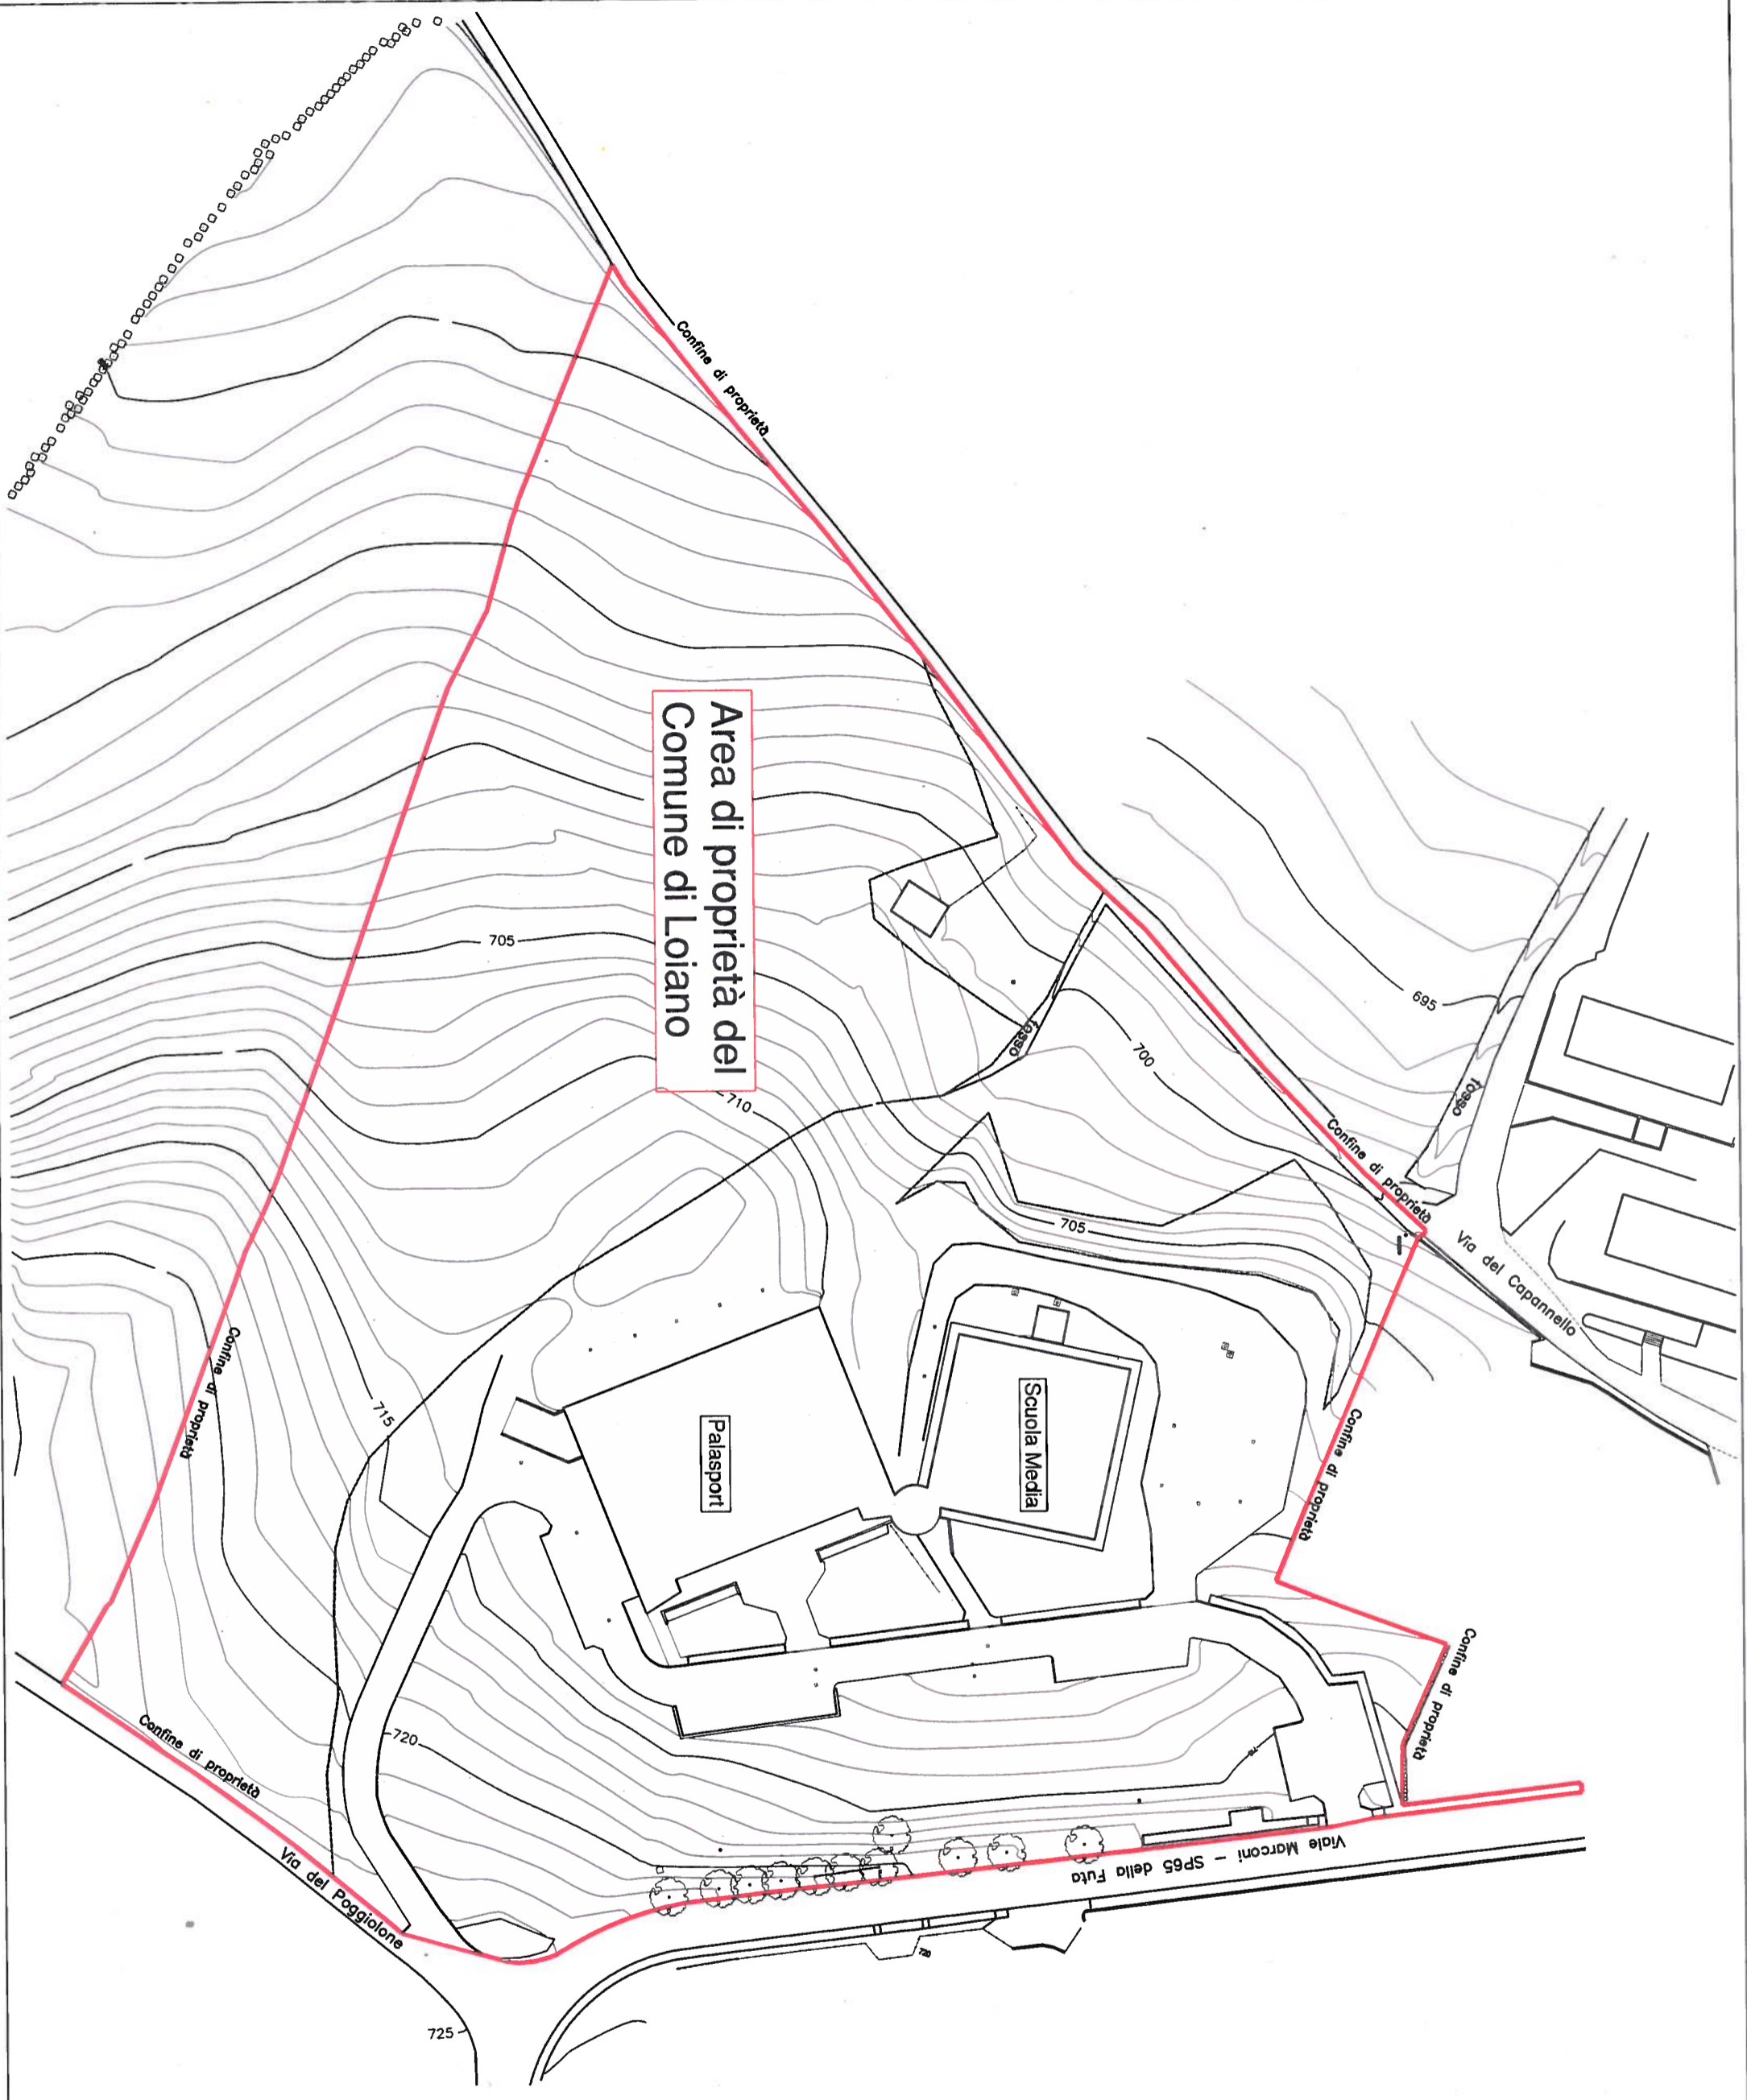 Confine di proprietà
695
fosso
700
fosso
Area di proprietà del
Comune di Loiano
705
710
Confine di proprietà
705
Via del Capannello
Scuola Media
Palasport
Confine di proprietà
Confine di proprietà
715
Confine di proprietà
720
Confine di proprietà
Viale Marconi - SP65 della Futa
Via del Poggiolone
720
725